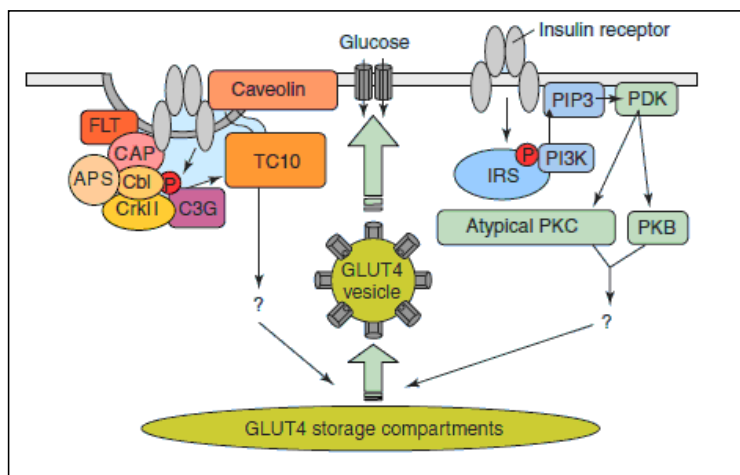 Insulin receptor
Glucose
Caveolin
PIP3
PDK
FLT
CAP
TC10
P
PI3K
IRS
APS
Cbl
P
CrkII
C3G
Atypical PKC
PKB
GLUT4
vesicle
?
?
GLUT4 storage compartments